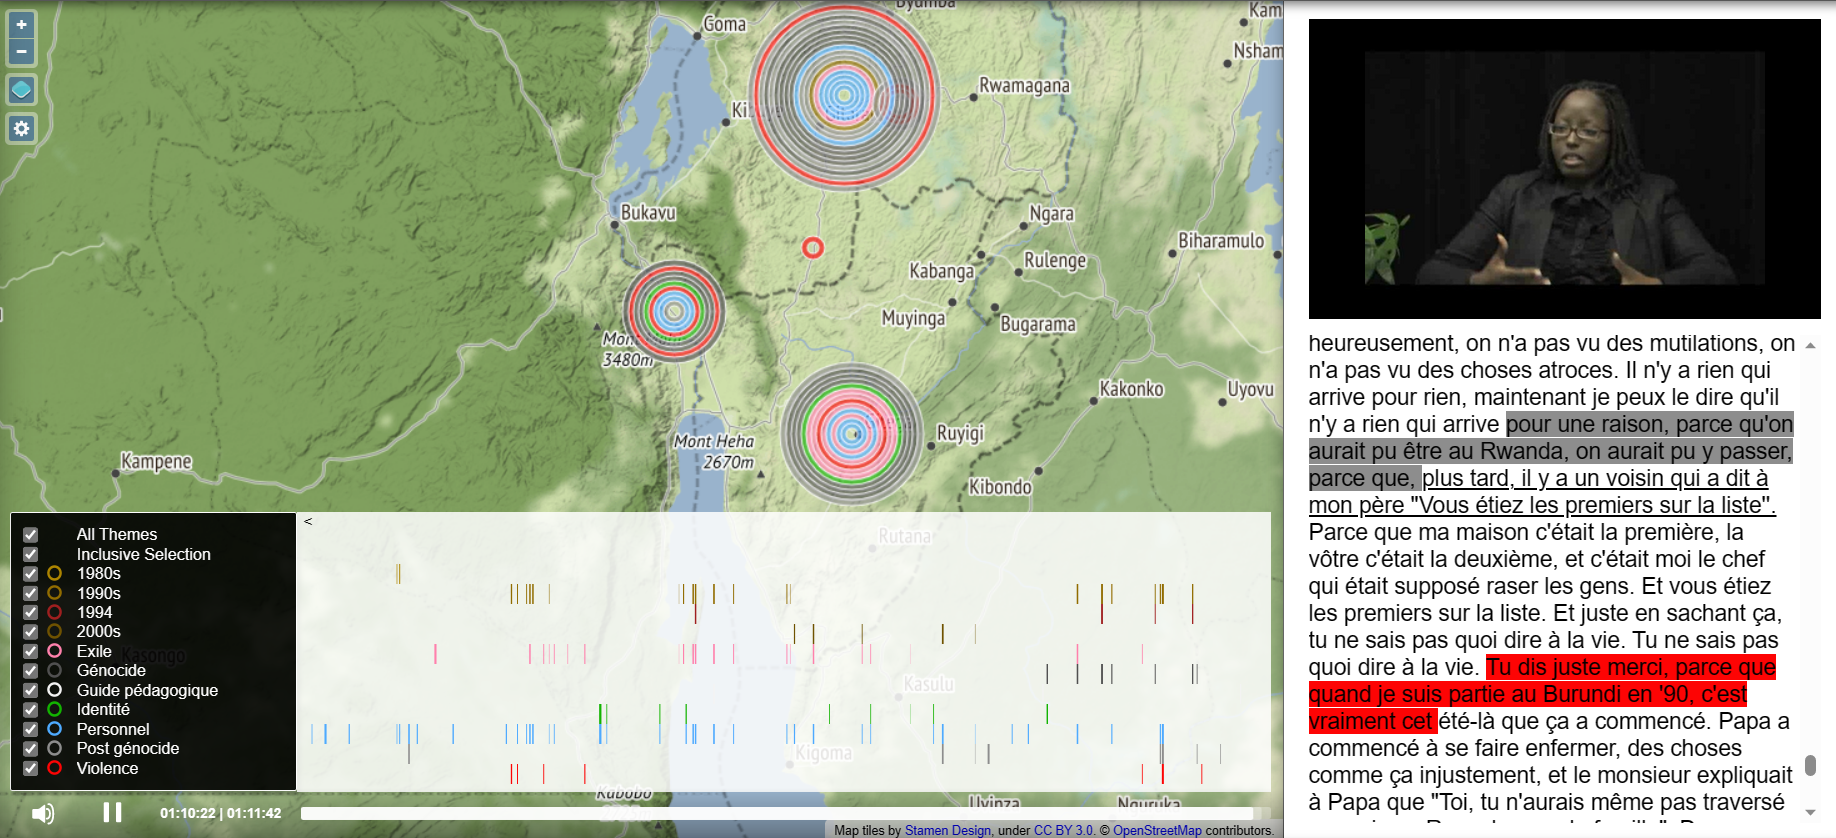 +
−
Goma
Byumba
Kam
Nsham
Rwamagana
Bukavu
Ngara
Biharamulo
Kabanga
Rulenge
Muyinga
Bugarama
3480m
Kakonko
Uyovu
Mont Heha
2670m
Ruyigi
Kampene
Kibondo
<
Rutana
All Themes
Inclusive Selection
1980s
1990s
1994
2000s
Exile
Kasongo
Génocide
Guide pédagogique
Identité
Personnel
Post génocide
Violence
Kasulu
Kigoma
Kabobo
Uvinza
Nguruka
01:10:22 | 01:11:42
Map tiles by Stamen Design, under CC BY 3.0. © OpenStreetMap contributors.
heureusement, on n'a pas vu des mutilations, on
n'a pas vu des choses atroces. Il n'y a rien qui
arrive pour rien, maintenant je peux le dire qu'il
n'y a rien qui arrive pour une raison, parce qu'on
aurait pu être au Rwanda, on aurait pu y passer,
parce que, plus tard, il y a un voisin qui a dit à
mon père "Vous étiez les premiers sur la liste".
Parce que ma maison c'était la première, la
vôtre c'était la deuxième, et c'était moi le chef
qui était supposé raser les gens. Et vous étiez
les premiers sur la liste. Et juste en sachant ça,
tu ne sais pas quoi dire à la vie. Tu ne sais pas
quoi dire à la vie. Tu dis juste merci, parce que
quand je suis partie au Burundi en '90, c'est
vraiment cet été-là que ça a commencé. Papa a
commencé à se faire enfermer, des choses
comme ça injustement, et le monsieur expliquait
à Papa que "Toi, tu n'aurais même pas traversé